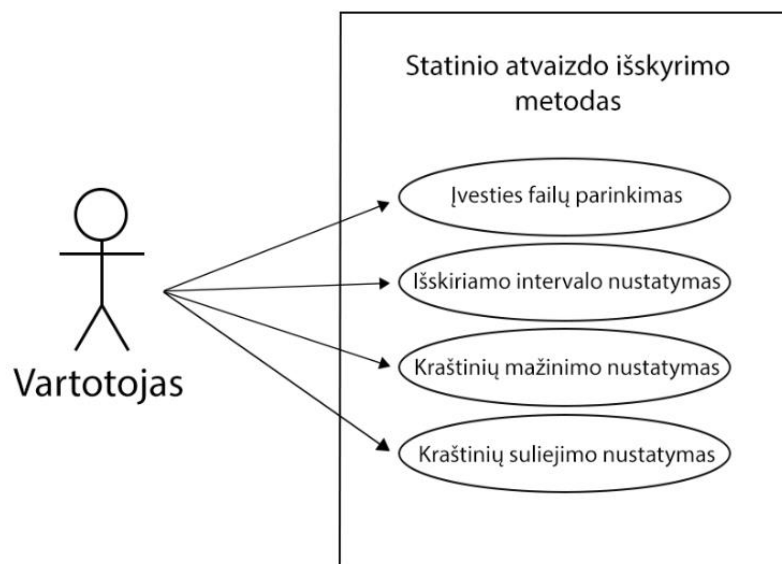 Statinio atvaizdo išskyrimo
metodas
Įvesties failų parinkimas
Išskiriamo intervalo nustatymas
Kraštinių mažinimo nustatymas
Kraštinių suliejimo nustatymas
Vartotojas